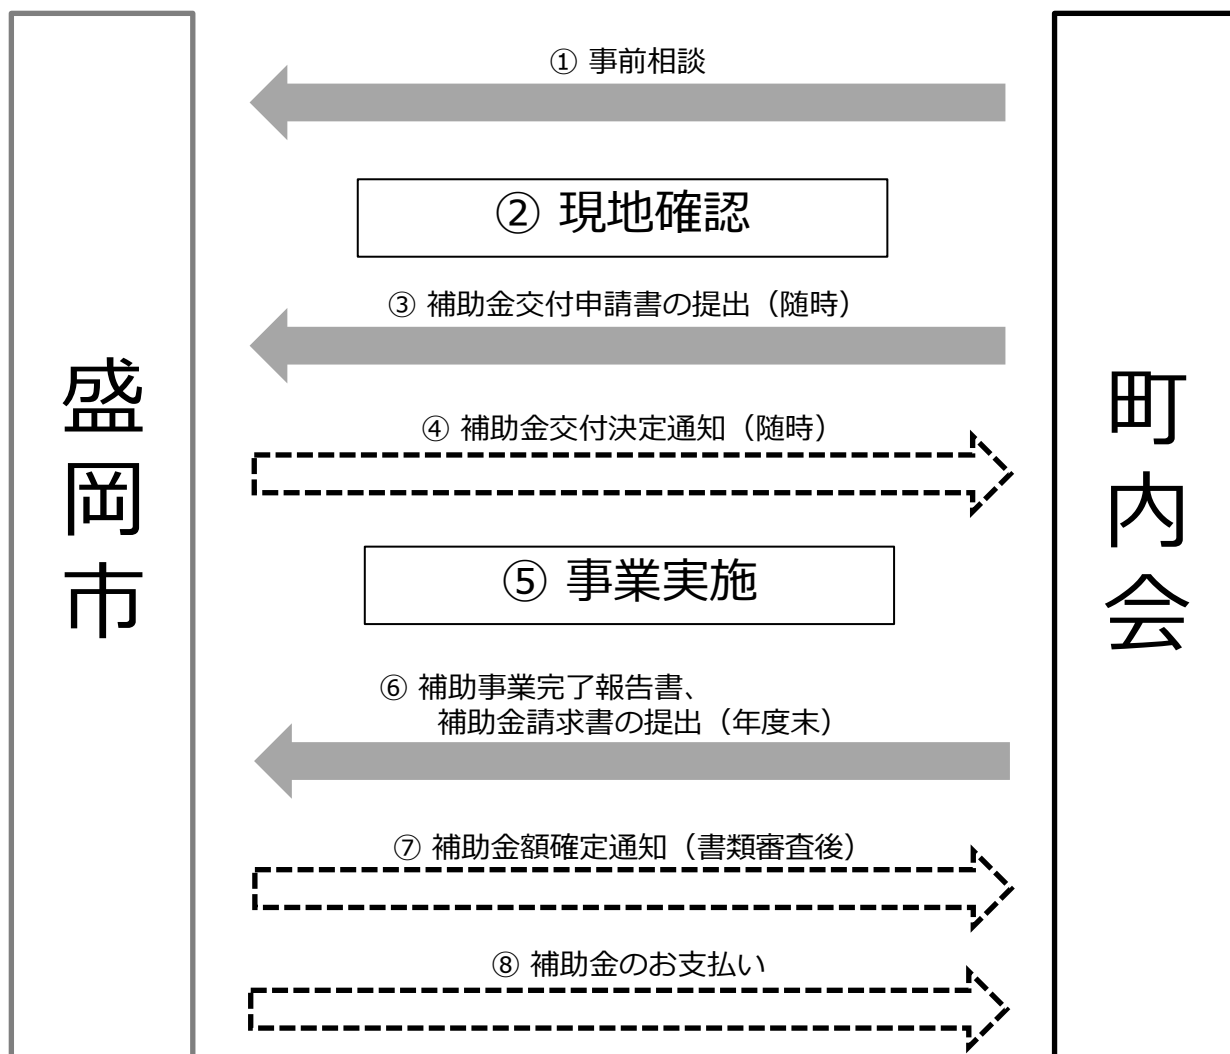 ① 事前相談
② 現地確認
③ 補助金交付申請書の提出（随時）
盛岡市
町内会
④ 補助金交付決定通知（随時）
⑤ 事業実施
⑥ 補助事業完了報告書、
補助金請求書の提出（年度末）
⑦ 補助金額確定通知（書類審査後）
⑧ 補助金のお支払い